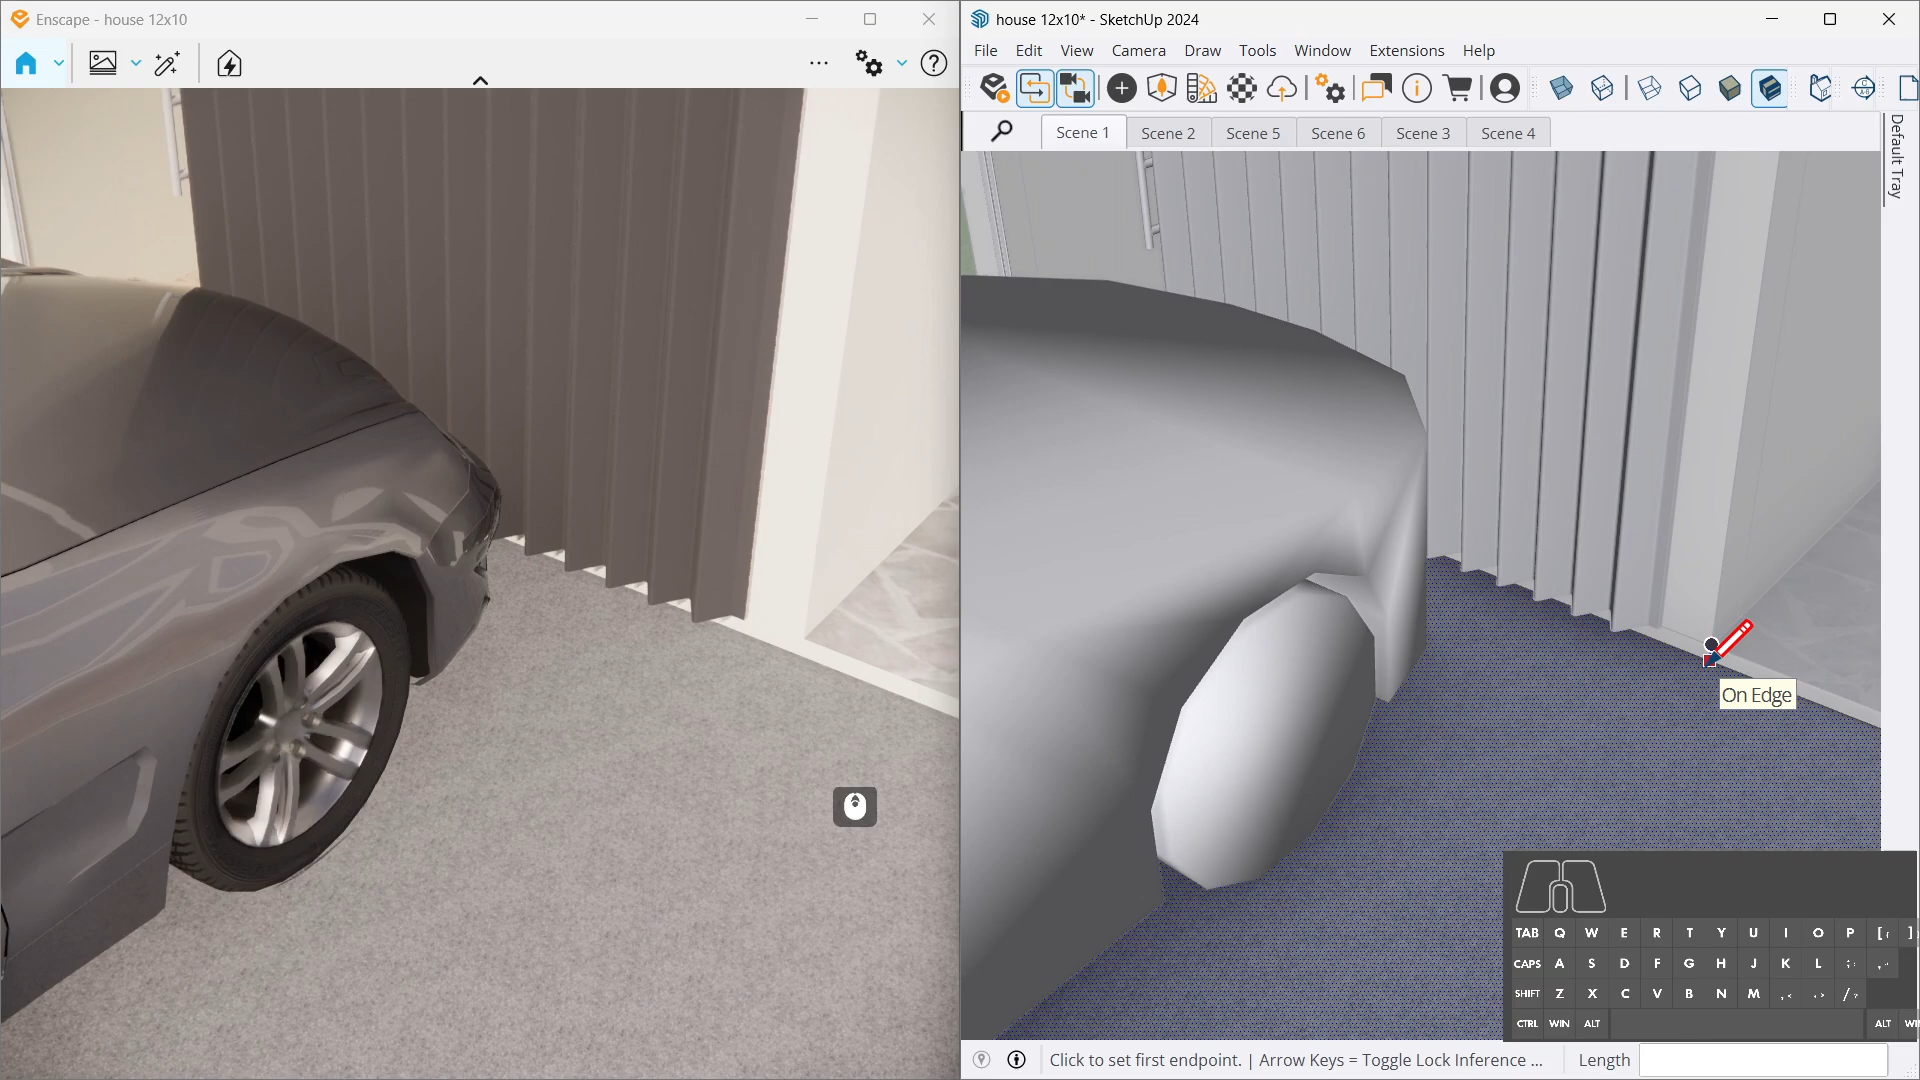 Enscape - house 12x10
house 12x10* - SketchUp 2024
File Edit View Camera Draw Tools Window Extensions Help
Scene 1 Scene 2 Scene 5 Scene 6 Scene 3 Scene 4
Default Tray
On Edge
TAB Q W E R T Y U I O P [ ]
CAPS A S D F G H J K L
SHIFT Z X C V B N M
CTRL WIN ALT ALT
Click to set first endpoint. | Arrow Keys = Toggle Lock Inference ... Length